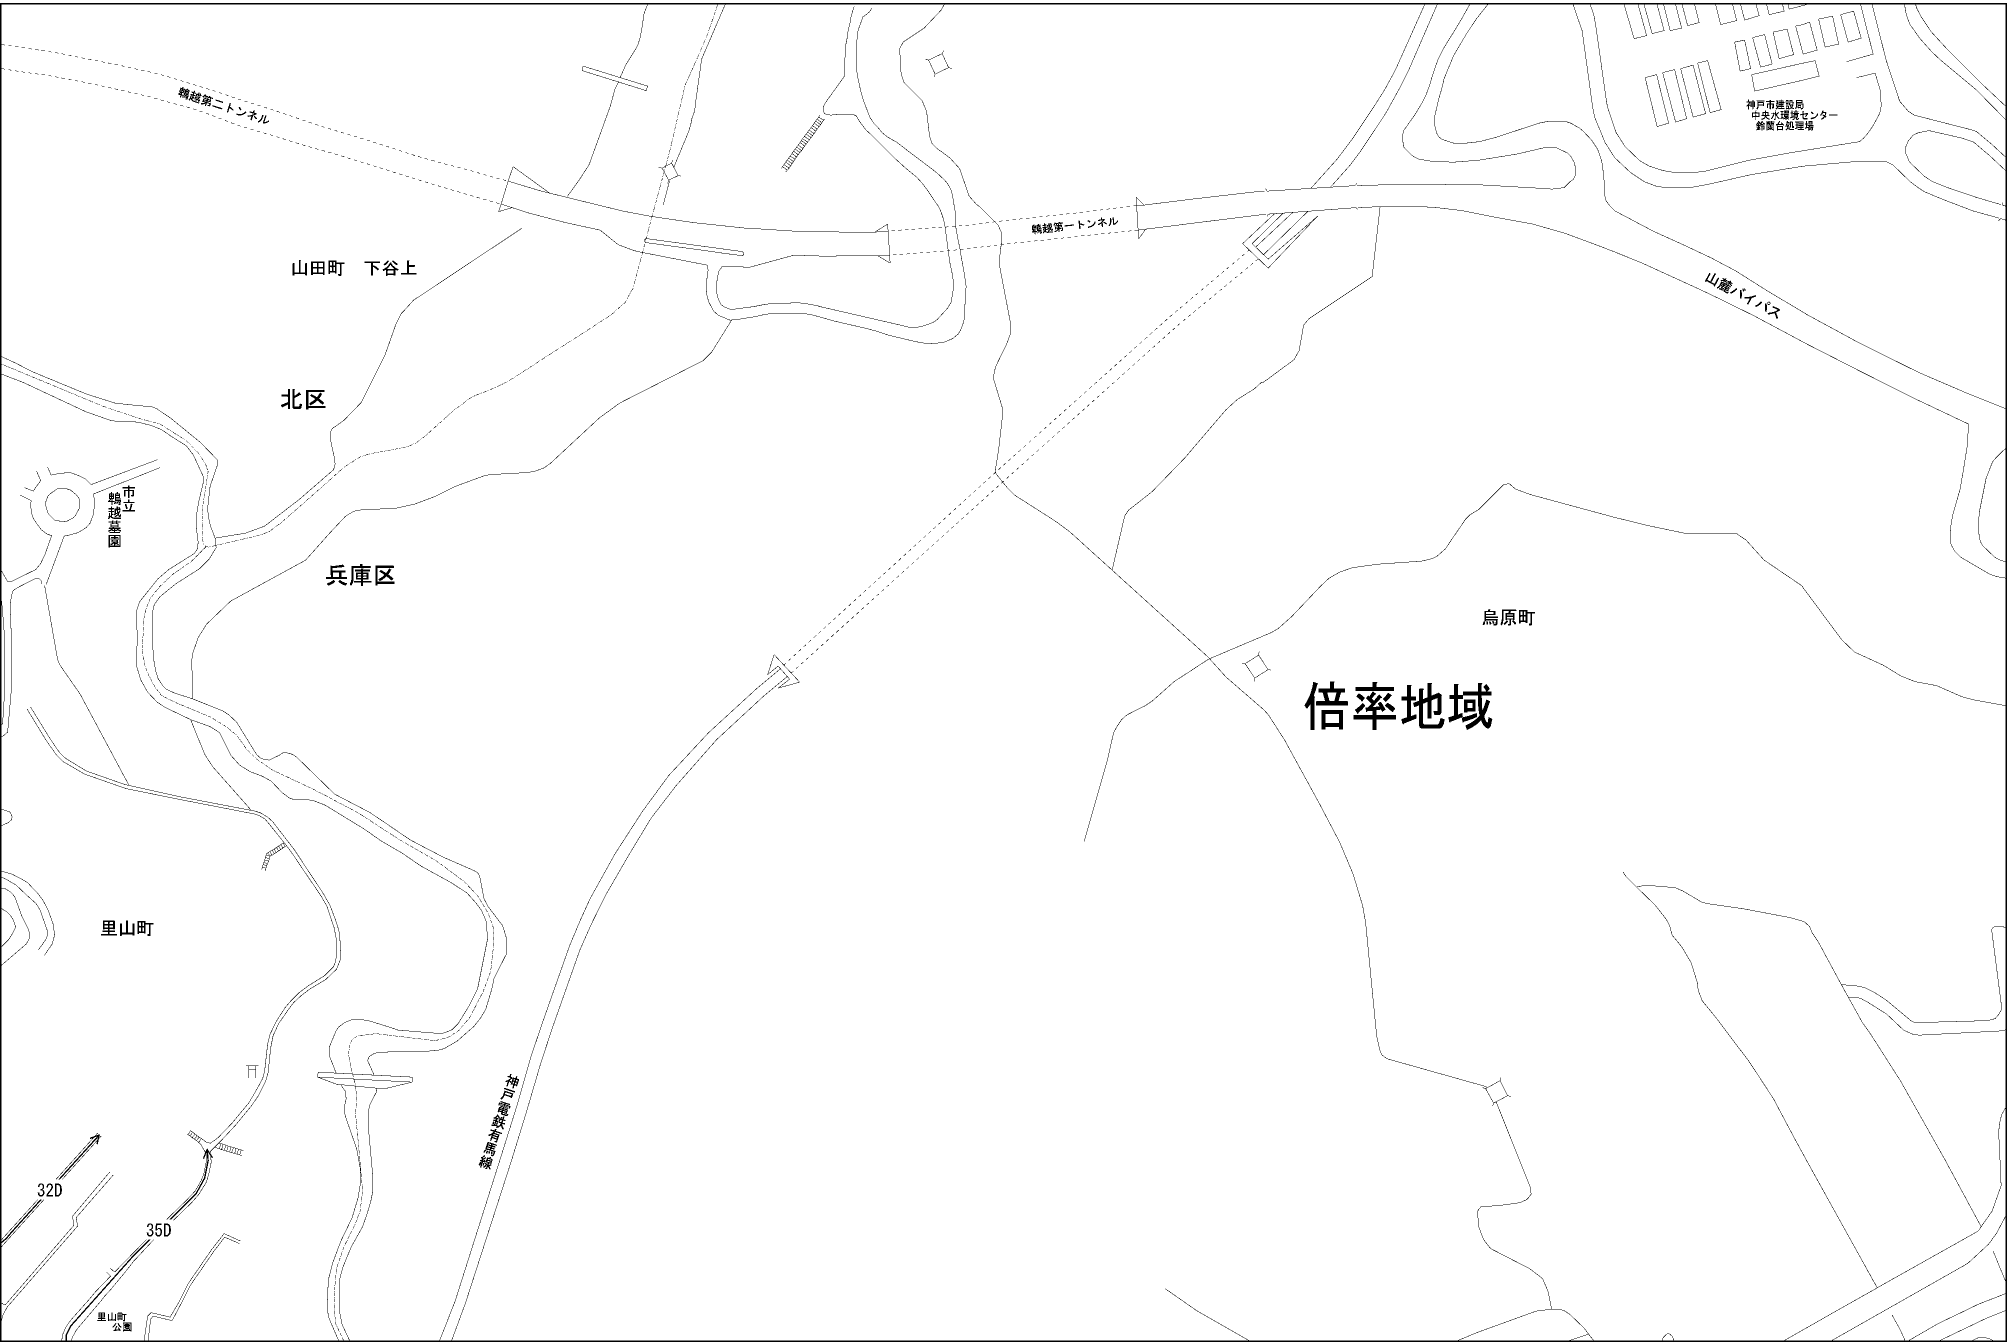 鵯越第二トンネル
神戸市建設局
中央水環境センター
鈴蘭台処理場
鵯越第一トンネル
山田町　下谷上
山麓バイパス
北区
市立
鵯越墓園
兵庫区
烏原町
倍率地域
里山町
神戸電鉄有馬線
32D
35D
里山町
公園